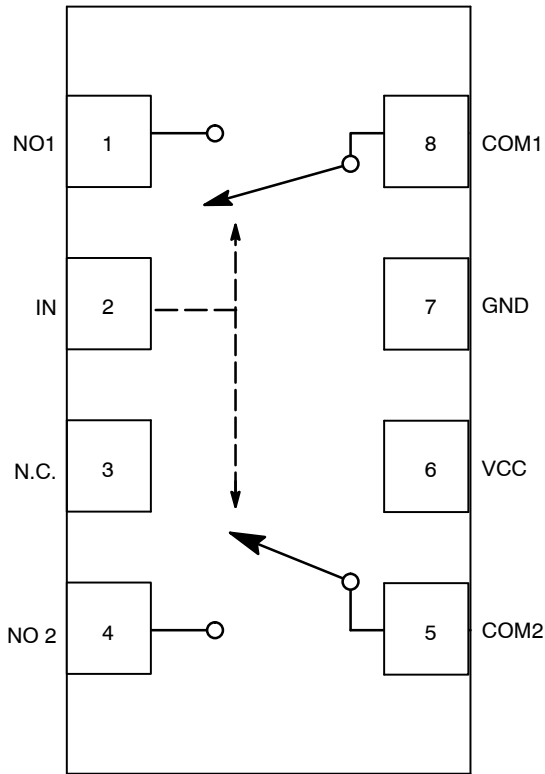 NO1 1 8 COM1
IN 2 7 GND
N.C. 3 6 VCC
NO 2 4 5 COM2